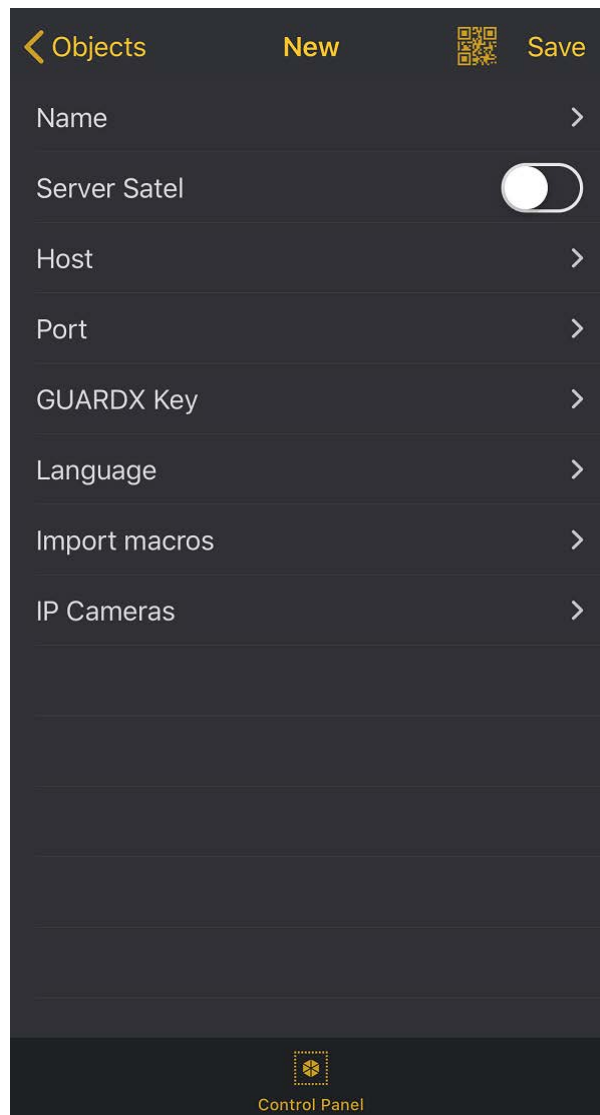 Objects New Save
Name
Server Satel
Host
Port
GUARDX Key
Language
Import macros
IP Cameras
Control Panel